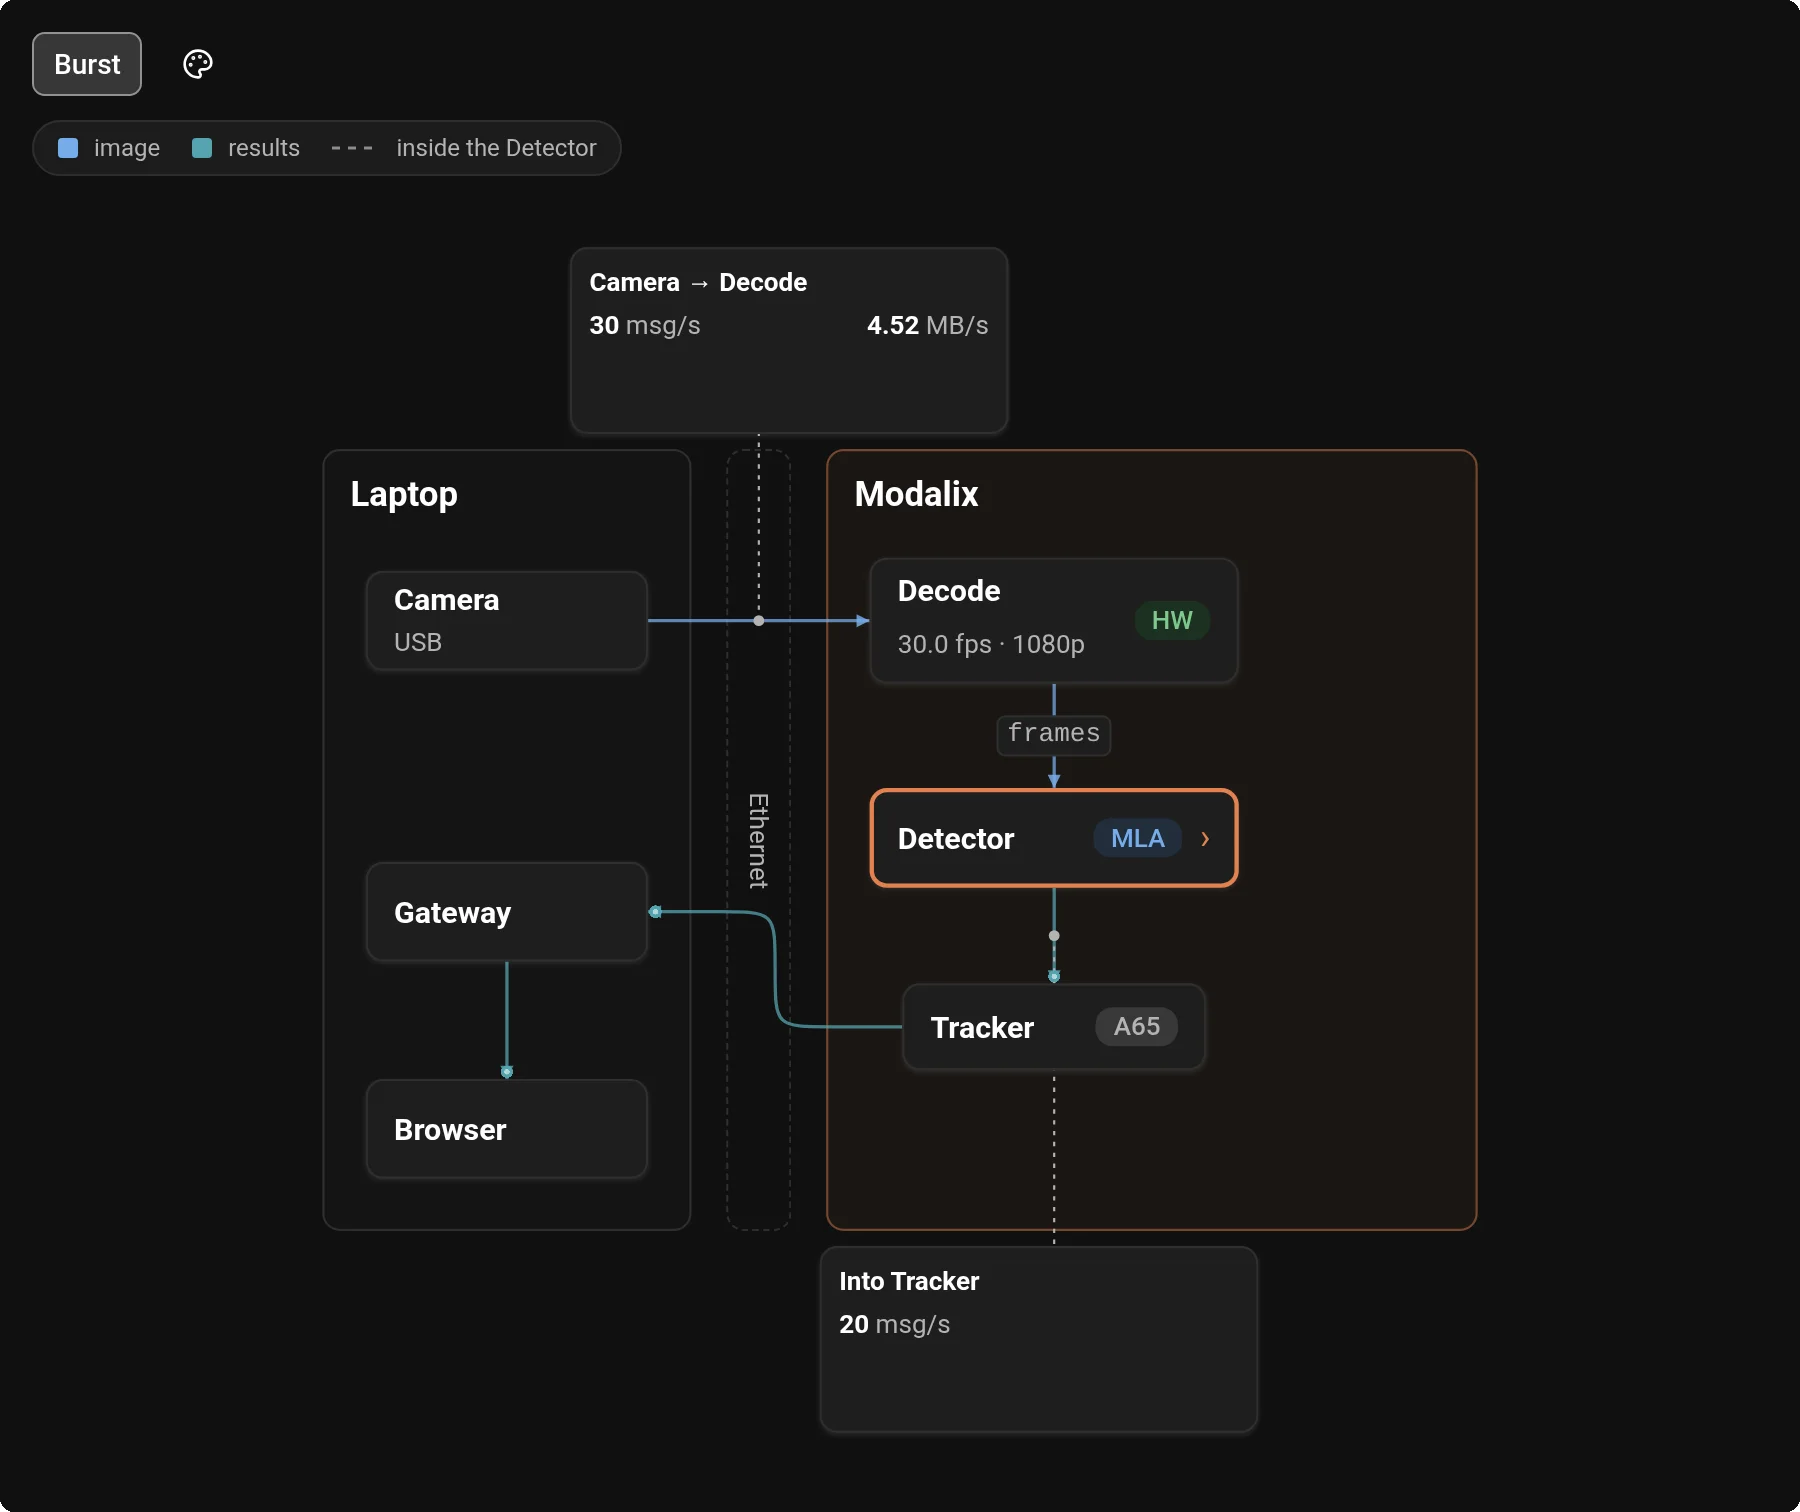 Burst
image results inside the Detector
Camera → Decode
30 msg/s 4.52 MB/s
Laptop
Modalix
Camera
USB
Decode
30.0 fps · 1080p
HW
frames
Ethernet
Detector MLA ›
Gateway
Tracker A65
Browser
Into Tracker
20 msg/s